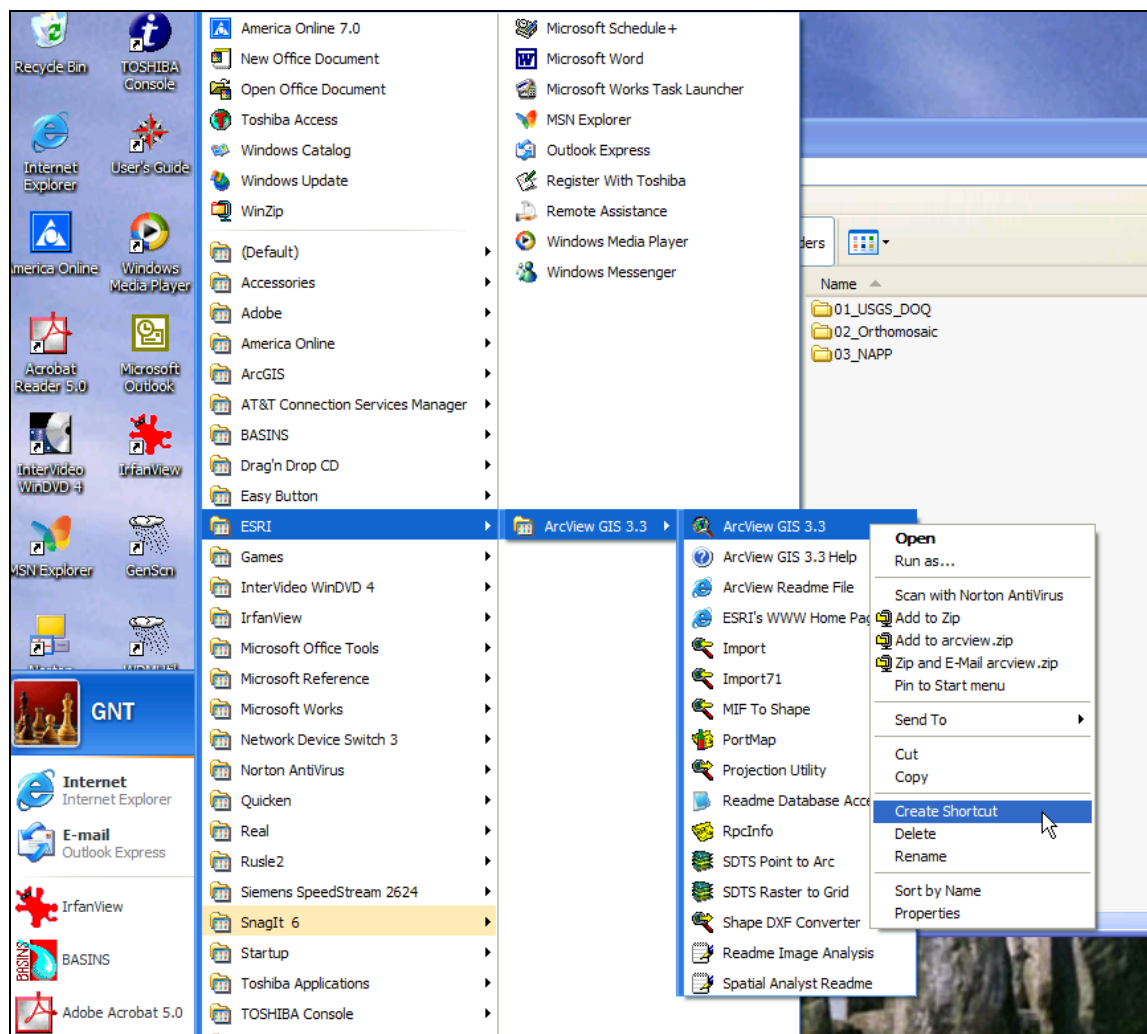 Recycle Bin
TOSHIBA
Console
Internet
Explorer
User's Guide
merica Online
Windows
Media Player
Acrobat
Reader 5.0
Microsoft
Outlook
InterVideo
WinDVD 4
IrfanView
MSN Explorer
GenScn
GNT
Internet
Internet Explorer
E-mail
Outlook Express
IrfanView
BASINS
BASINS
Adobe Acrobat 5.0
America Online 7.0
New Office Document
Open Office Document
Toshiba Access
Windows Catalog
Windows Update
WinZip
(Default)
Accessories
Adobe
America Online
ArcGIS
AT&T Connection Services Manager
BASINS
Drag'n Drop CD
Easy Button
ESRI
Games
InterVideo WinDVD 4
IrfanView
Microsoft Office Tools
Microsoft Reference
Microsoft Works
Network Device Switch 3
Norton AntiVirus
Quicken
Real
Rusle2
Siemens SpeedStream 2624
SnagIt 6
Startup
Toshiba Applications
TOSHIBA Console
Microsoft Schedule+
Microsoft Word
Microsoft Works Task Launcher
MSN Explorer
Outlook Express
Register With Toshiba
Remote Assistance
Windows Media Player
Windows Messenger
ArcView GIS 3.3
ArcView GIS 3.3
ArcView GIS 3.3 Help
ArcView Readme File
ESRI's WWW Home Pag
Import
Import71
MIF To Shape
PortMap
Projection Utility
Readme Database Acce
RpcInfo
SDTS Point to Arc
SDTS Raster to Grid
Shape DXF Converter
Readme Image Analysis
Spatial Analyst Readme
Open
Run as...
Scan with Norton AntiVirus
Add to Zip
Add to arcview.zip
Zip and E-Mail arcview.zip
Pin to Start menu
Send To
Cut
Copy
Create Shortcut
Delete
Rename
Sort by Name
Properties
ders
Name
01_USGS_DOQ
02_Orthomosaic
03_NAPP